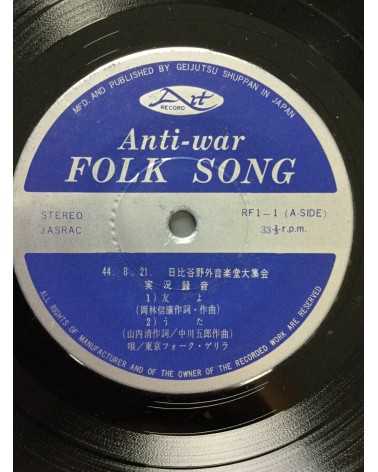 MFD. AND PUBLISHED BY GEIJUTSU SHUPPAN IN JAPAN
Art
RECORD
Anti-war
FOLK SONG
STEREO
JASRAC
RF1-1 (A-SIDE)
33⅓r.p.m.
44. 8. 21. 日比谷野外音楽堂大集会
実況録音
1) 友よ
(岡林信康作詞・作曲)
2) うた
(山内清作詞/中川五郎作曲)
唄/東京フォーク・ゲリラ
ALL RIGHTS OF MANUFACTURER AND OF THE OWNER OF THE RECORDED WORK ARE RESERVED